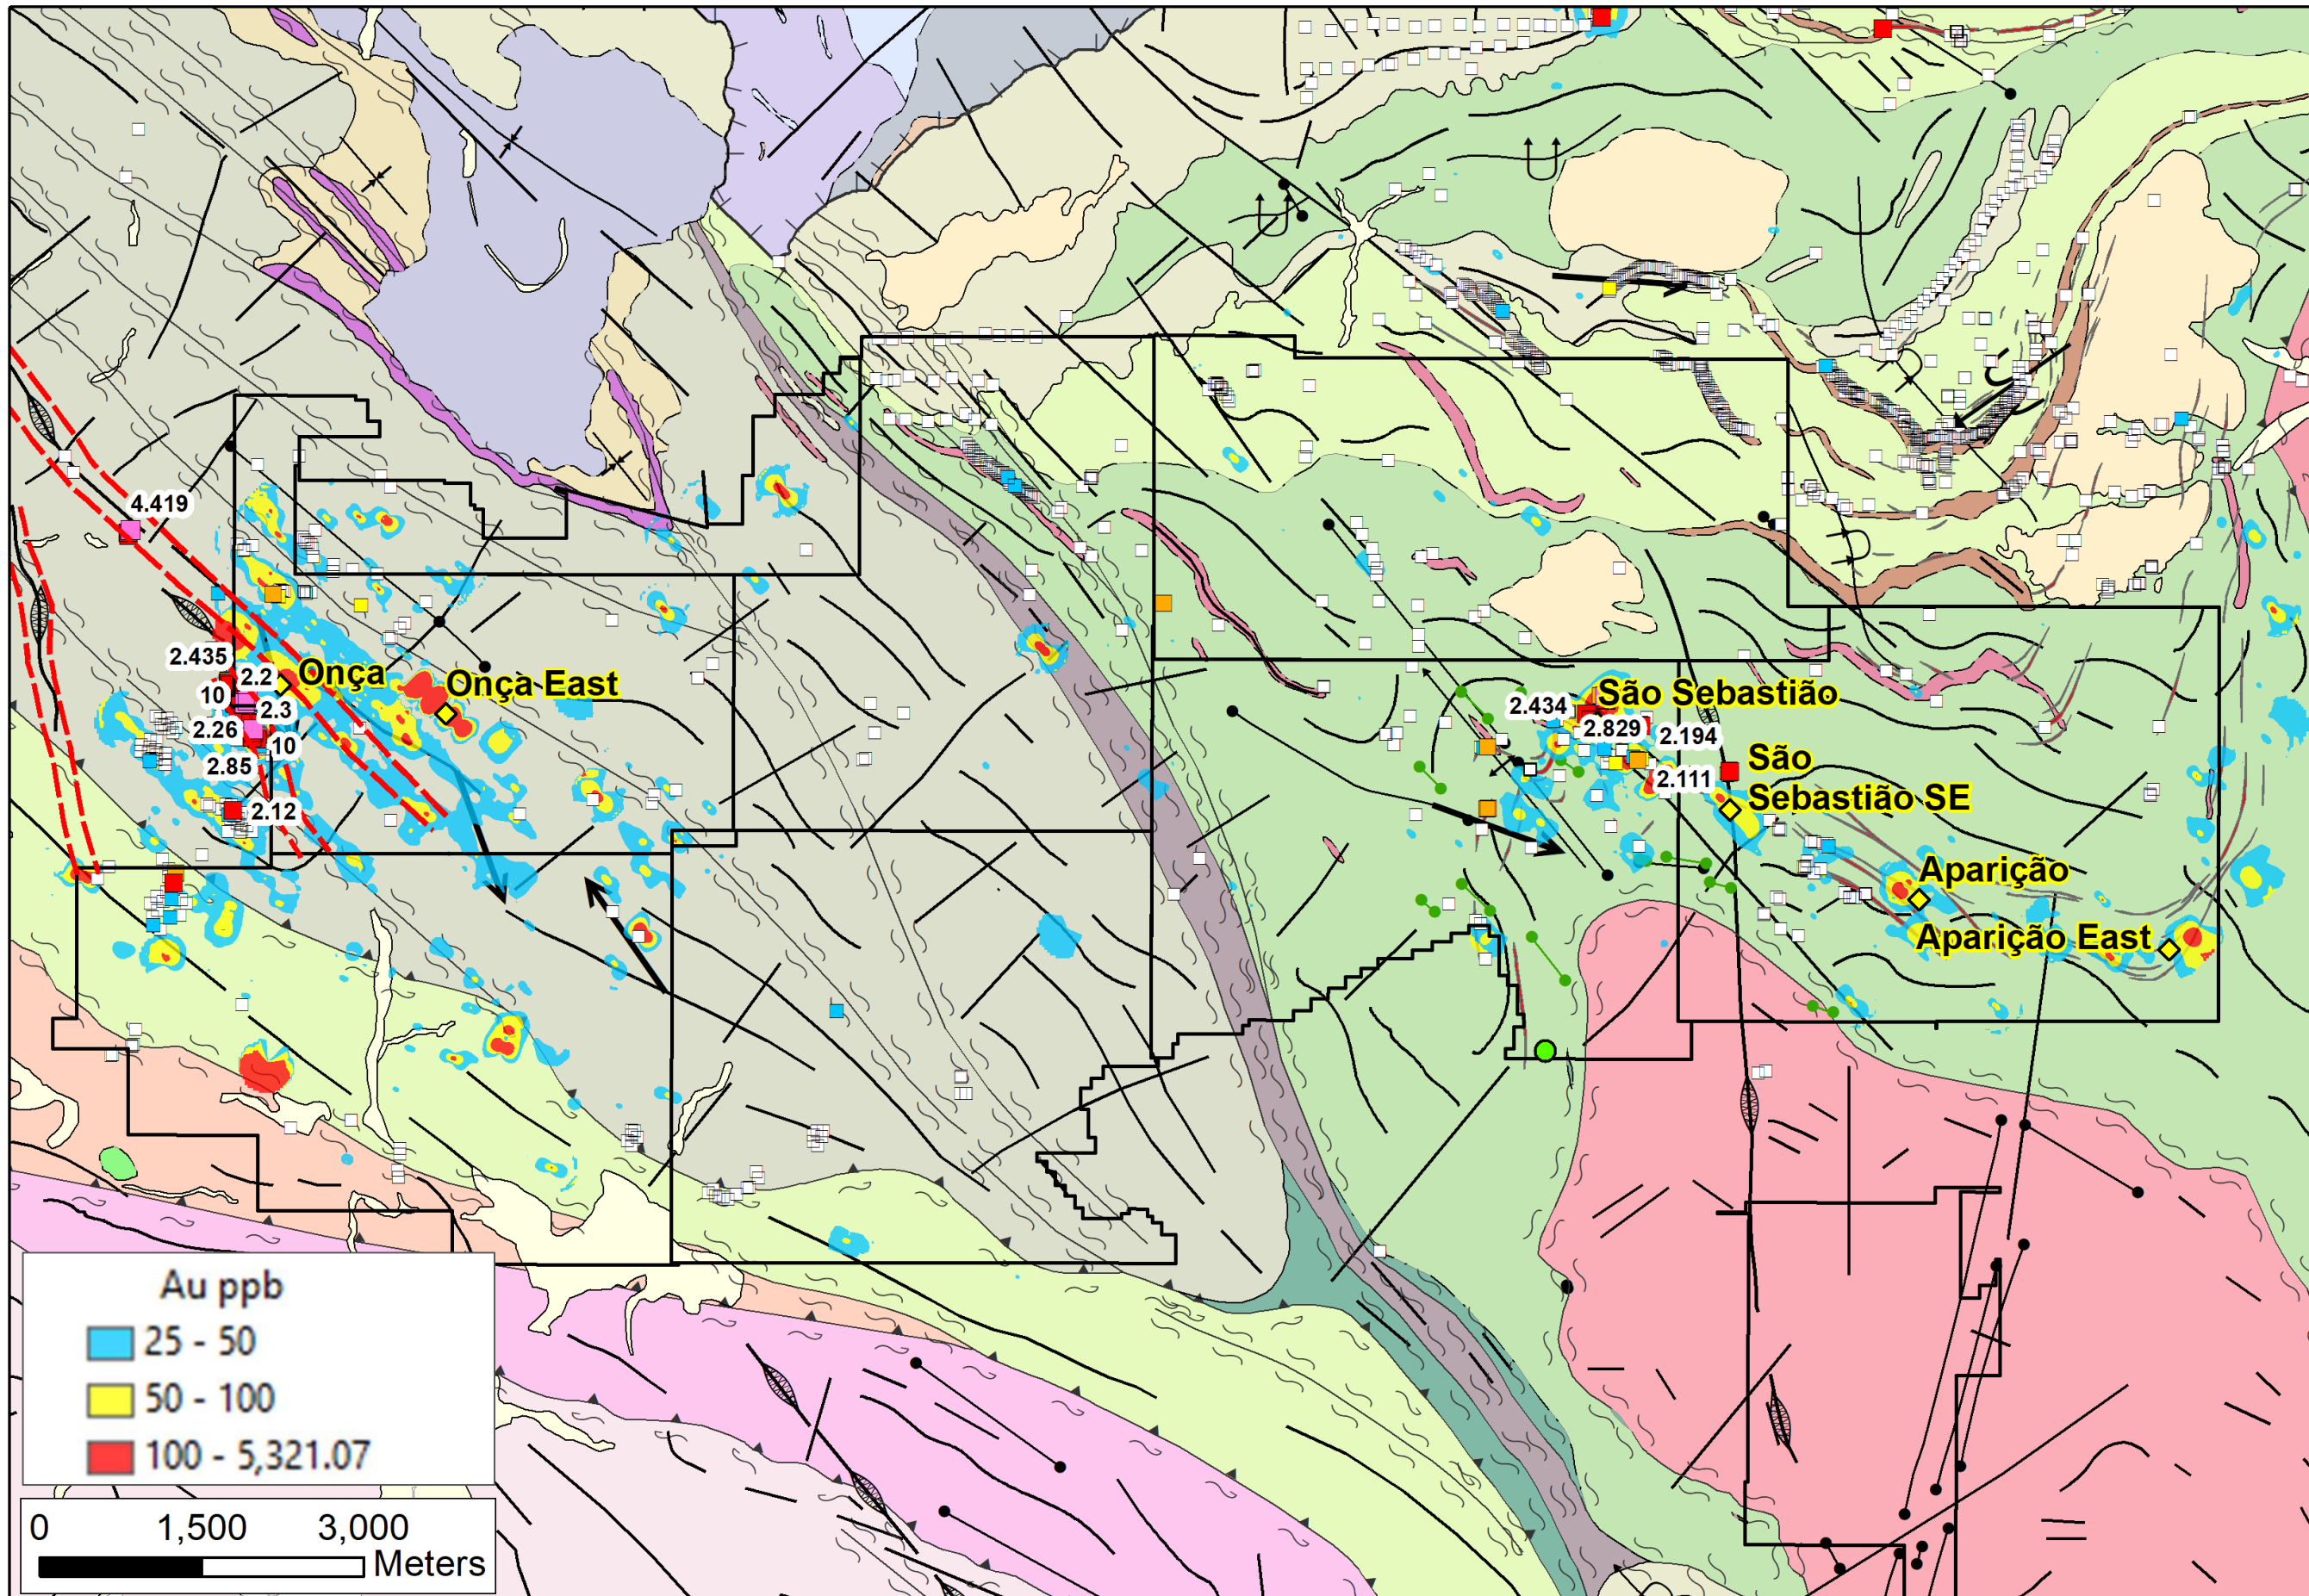 4.419
2.435
2.2
Onça
10
Onça East
São Sebastião
2.434
2.3
2.26
2.829
2.194
10
São
2.85
2.111
Sebastião SE
2.12
Aparição
Aparição East
Au ppb
25 - 50
50 - 100
100 - 5,321.07
0 1,500 3,000
Meters